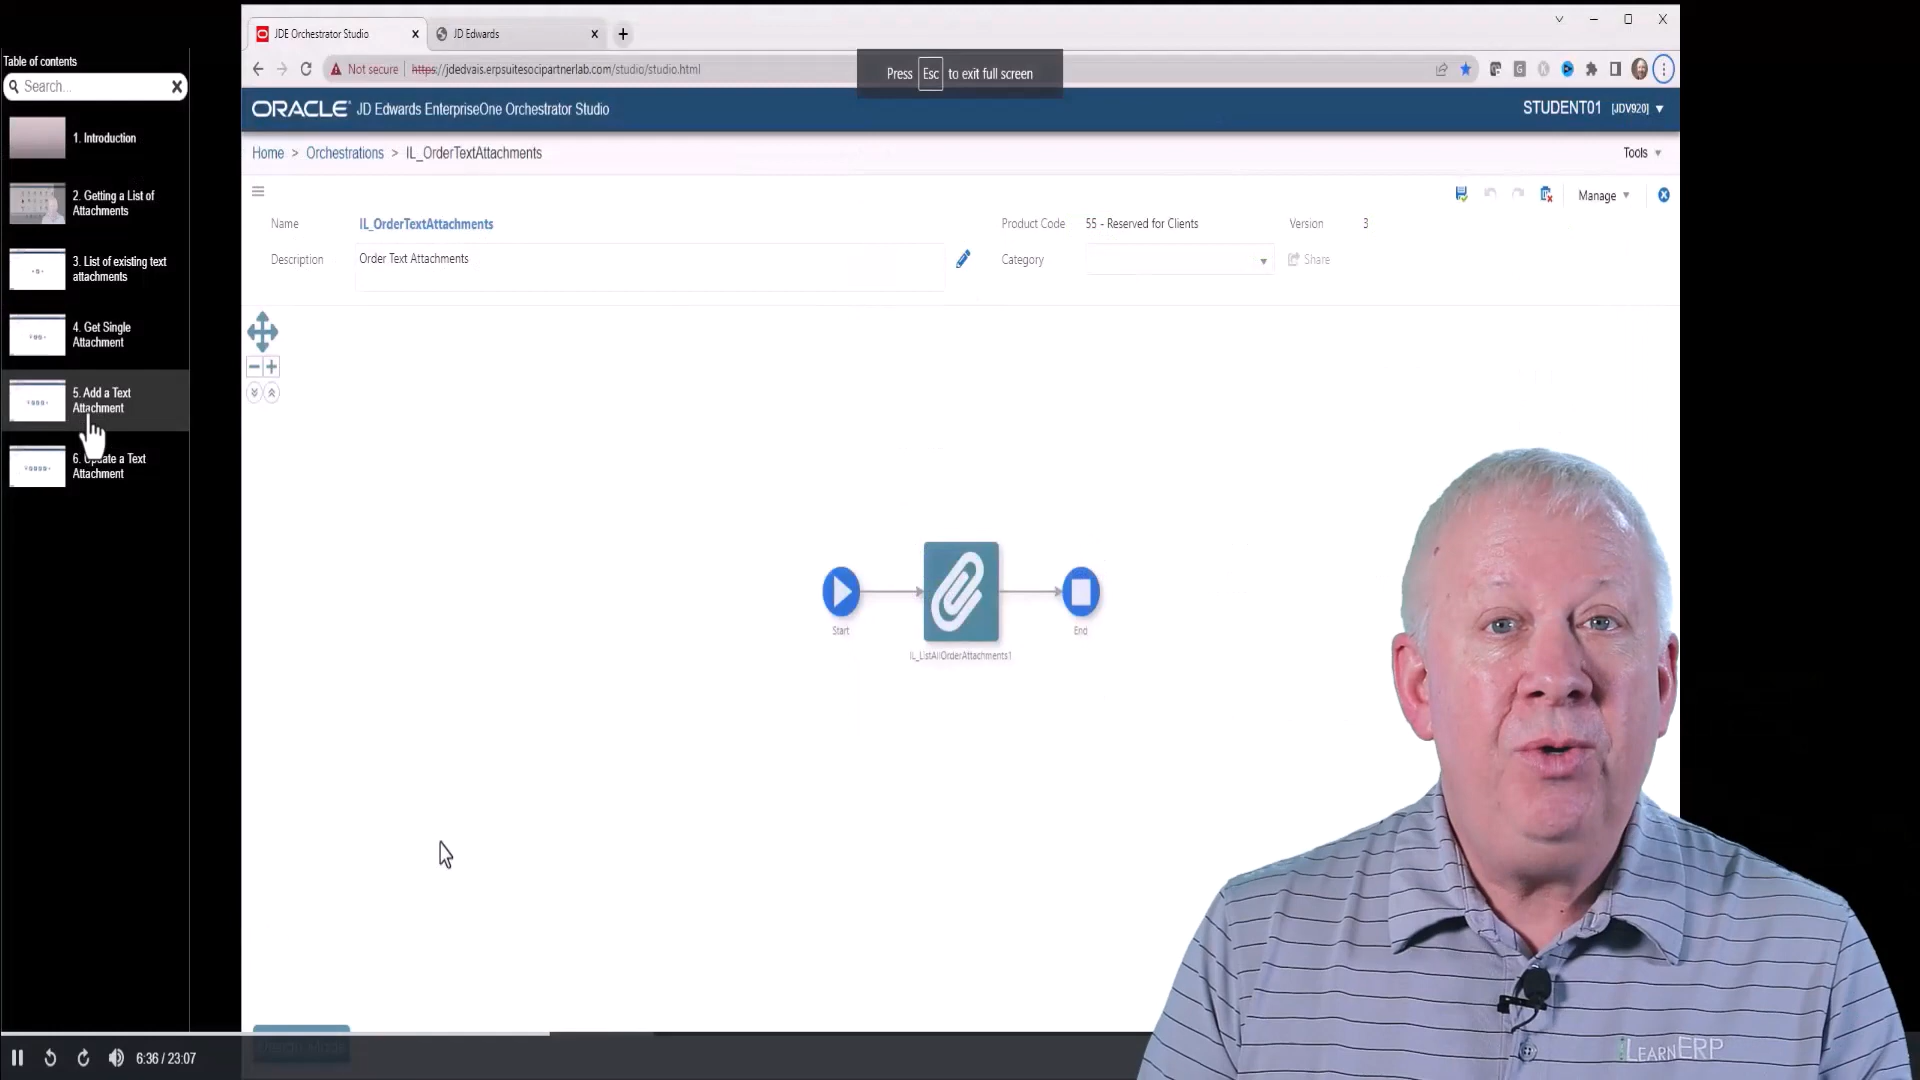 JDE Orchestrator Studio
JD Edwards
Not secure
https://jdedvais.erpsuitesocipartnerlab.com/studio/studio.html
Press Esc to exit full screen
ORACLE JD Edwards EnterpriseOne Orchestrator Studio
STUDENT01 [JDV920]
Home > Orchestrations > IL_OrderTextAttachments
Tools
Manage
Name IL_OrderTextAttachments
Product Code 55 - Reserved for Clients
Version 3
Description Order Text Attachments
Category
Share
Table of contents
Search...
1. Introduction
2. Getting a List of
Attachments
3. List of existing text
attachments
4. Get Single
Attachment
5. Add a Text
Attachment
6. Update a Text
Attachment
Start
IL_ListAllOrderAttachments1
End
6:36 / 23:07
iLEARNERP